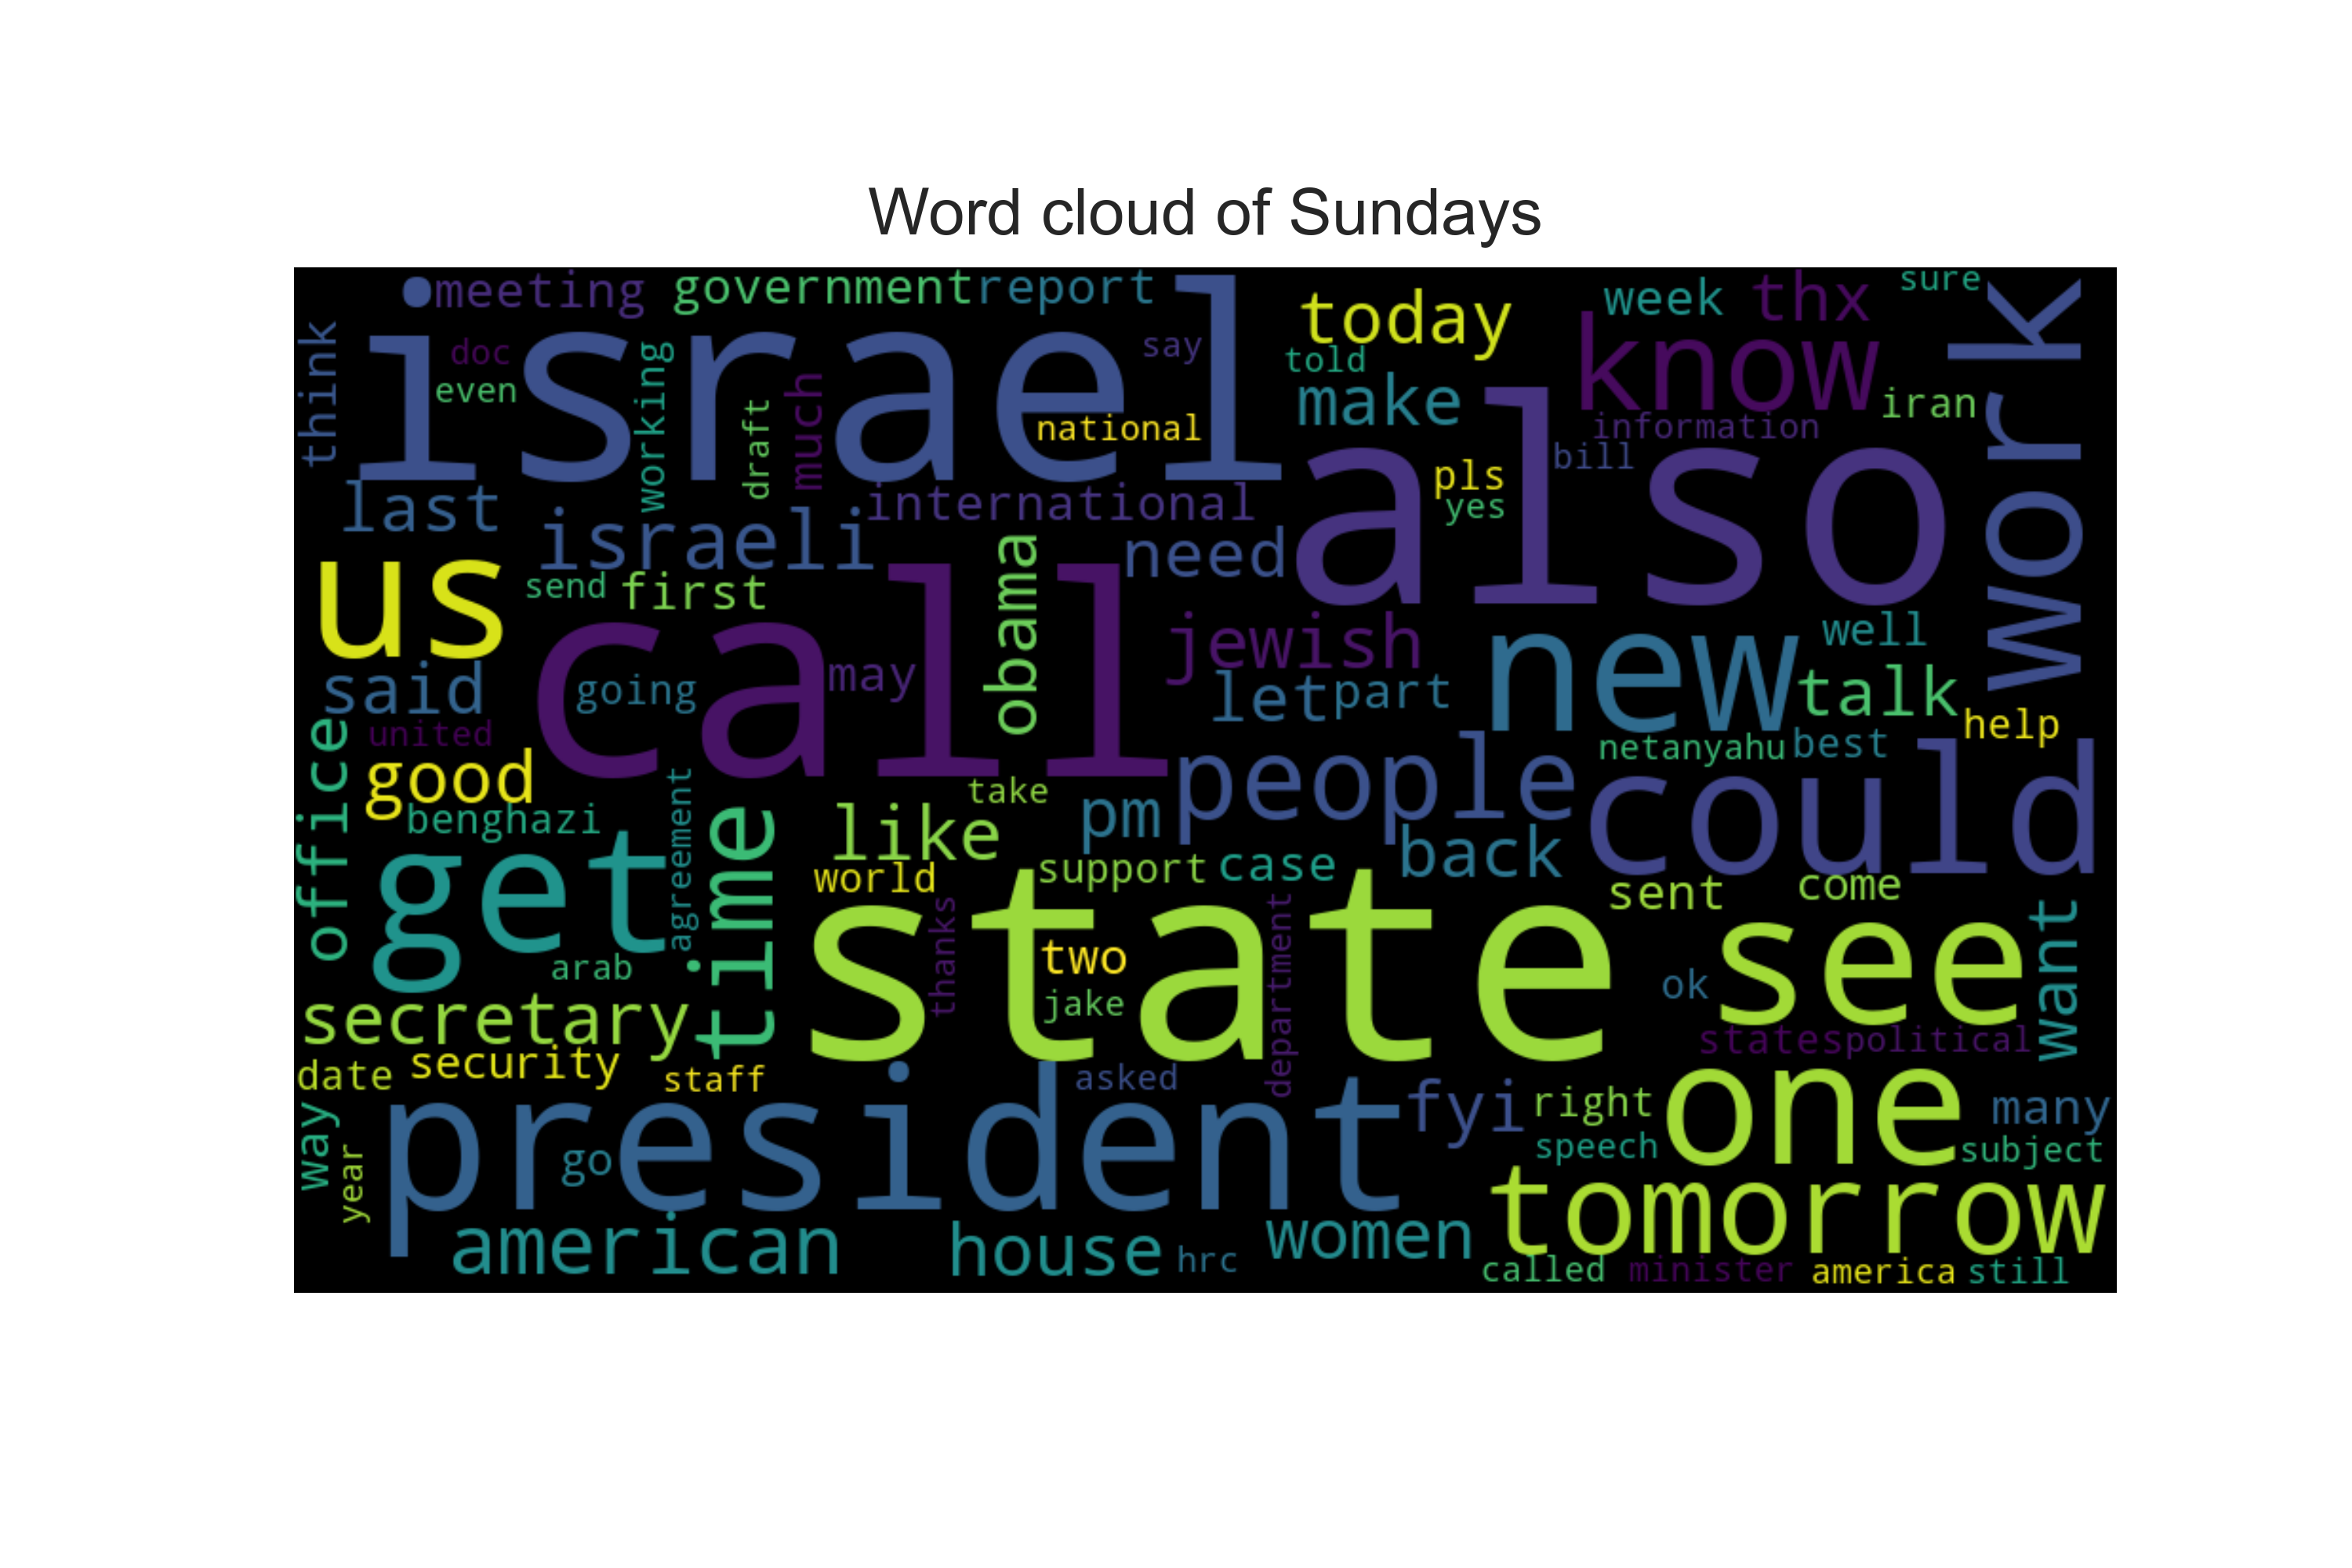 Word cloud of Sundays
meeting
government
report
today
week
thx
sure
work
think
israel
doc
even
working
draft
much
say
national
told
make
know
iran
information
bill
also
pls
yes
last
israeli
international
need
us
send
first
call
obama
jewish
new
well
said
going
may
let
part
talk
help
united
office
good
benghazi
agreement
time
like
take
pm
people
netanyahu
best
could
back
get
world
support
case
sent
come
want
arab
state
thanks
two
jake
department
ok
see
secretary
states
political
date
security
staff
asked
fyi
right
one
many
way
year
president
go
speech
subject
tomorrow
american
house
hrc
women
called
minister
america
still